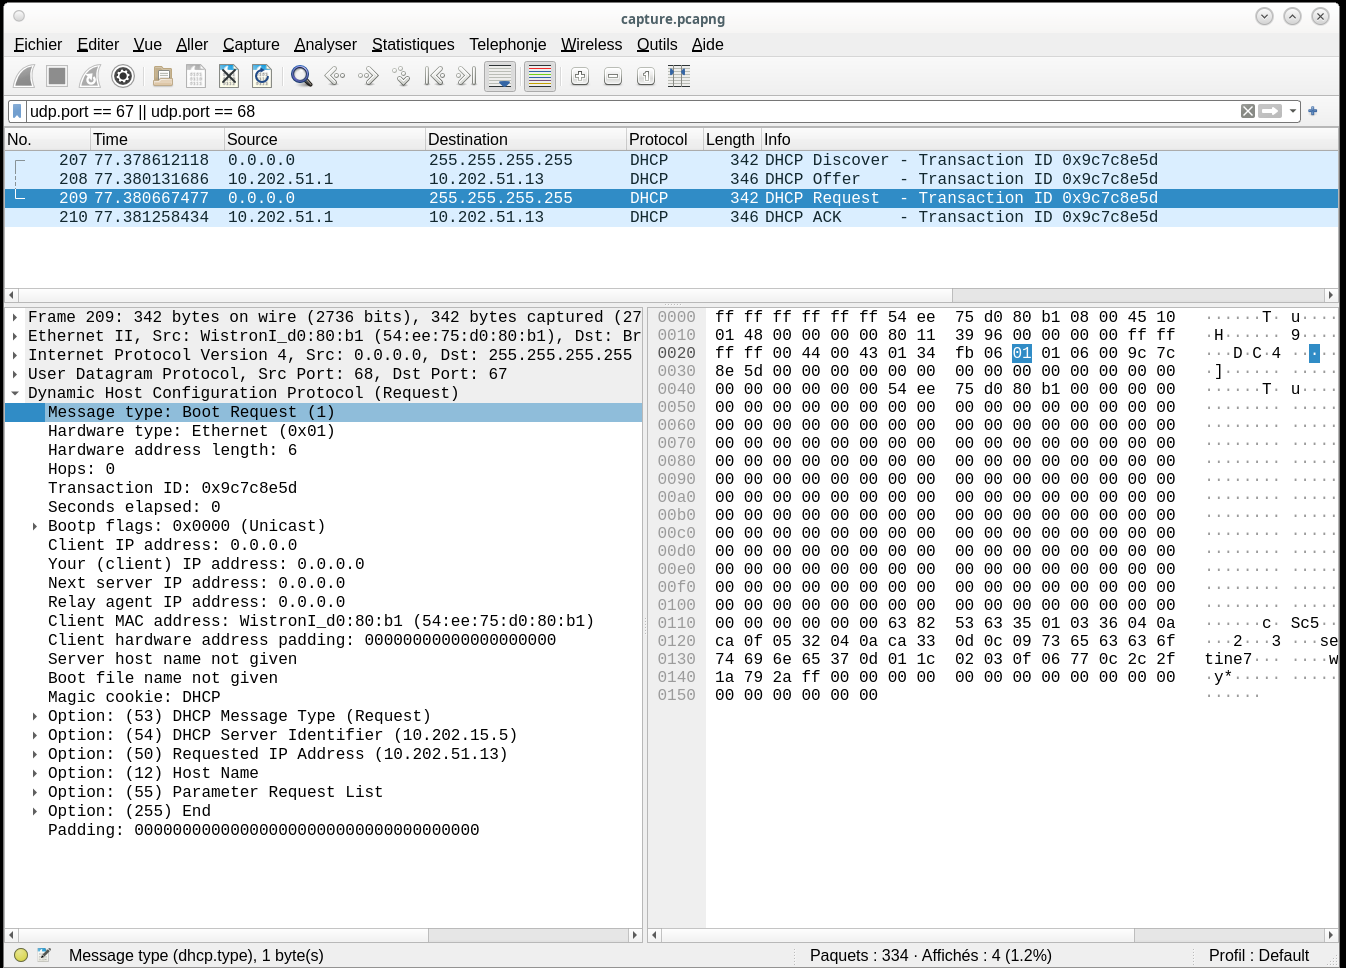 capture.pcapng
Fichier Editer Vue Aller Capture Analyser Statistiques Telephonie Wireless Outils Aide
udp.port == 67 || udp.port == 68
No. Time Source Destination Protocol Length Info
207 77.378612118 0.0.0.0 255.255.255.255 DHCP 342 DHCP Discover - Transaction ID 0x9c7c8e5d
208 77.380131686 10.202.51.1 10.202.51.13 DHCP 346 DHCP Offer - Transaction ID 0x9c7c8e5d
209 77.380667477 0.0.0.0 255.255.255.255 DHCP 342 DHCP Request - Transaction ID 0x9c7c8e5d
210 77.381258434 10.202.51.1 10.202.51.13 DHCP 346 DHCP ACK - Transaction ID 0x9c7c8e5d
Frame 209: 342 bytes on wire (2736 bits), 342 bytes captured (27
Ethernet II, Src: WistronI_d0:80:b1 (54:ee:75:d0:80:b1), Dst: Br
Internet Protocol Version 4, Src: 0.0.0.0, Dst: 255.255.255.255
User Datagram Protocol, Src Port: 68, Dst Port: 67
Dynamic Host Configuration Protocol (Request)
Message type: Boot Request (1)
Hardware type: Ethernet (0x01)
Hardware address length: 6
Hops: 0
Transaction ID: 0x9c7c8e5d
Seconds elapsed: 0
Bootp flags: 0x0000 (Unicast)
Client IP address: 0.0.0.0
Your (client) IP address: 0.0.0.0
Next server IP address: 0.0.0.0
Relay agent IP address: 0.0.0.0
Client MAC address: WistronI_d0:80:b1 (54:ee:75:d0:80:b1)
Client hardware address padding: 00000000000000000000
Server host name not given
Boot file name not given
Magic cookie: DHCP
Option: (53) DHCP Message Type (Request)
Option: (54) DHCP Server Identifier (10.202.15.5)
Option: (50) Requested IP Address (10.202.51.13)
Option: (12) Host Name
Option: (55) Parameter Request List
Option: (255) End
Padding: 000000000000000000000000000000000000
0000 ff ff ff ff ff ff 54 ee 75 d0 80 b1 08 00 45 10 ······T· u·····
0010 01 48 00 00 00 00 80 11 39 96 00 00 00 00 ff ff ·H······ 9·····
0020 ff ff 00 44 00 43 01 34 fb 06 01 01 06 00 9c 7c ···D·C·4 ·····
0030 8e 5d 00 00 00 00 00 00 00 00 00 00 00 00 00 00 ·]······ ·····
0040 00 00 00 00 00 00 54 ee 75 d0 80 b1 00 00 00 00 ······T· u·····
0050 00 00 00 00 00 00 00 00 00 00 00 00 00 00 00 00 ········ ·····
0060 00 00 00 00 00 00 00 00 00 00 00 00 00 00 00 00 ········ ·····
0070 00 00 00 00 00 00 00 00 00 00 00 00 00 00 00 00 ········ ·····
0080 00 00 00 00 00 00 00 00 00 00 00 00 00 00 00 00 ········ ·····
0090 00 00 00 00 00 00 00 00 00 00 00 00 00 00 00 00 ········ ·····
00a0 00 00 00 00 00 00 00 00 00 00 00 00 00 00 00 00 ········ ·····
00b0 00 00 00 00 00 00 00 00 00 00 00 00 00 00 00 00 ········ ·····
00c0 00 00 00 00 00 00 00 00 00 00 00 00 00 00 00 00 ········ ·····
00d0 00 00 00 00 00 00 00 00 00 00 00 00 00 00 00 00 ········ ·····
00e0 00 00 00 00 00 00 00 00 00 00 00 00 00 00 00 00 ········ ·····
00f0 00 00 00 00 00 00 00 00 00 00 00 00 00 00 00 00 ········ ·····
0100 00 00 00 00 00 00 00 00 00 00 00 00 00 00 00 00 ········ ·····
0110 00 00 00 00 00 00 63 82 53 63 35 01 03 36 04 0a ······c· Sc5··
0120 ca 0f 05 32 04 0a ca 33 0d 0c 09 73 65 63 63 6f ···2···3 ···se
0130 74 69 6e 65 37 0d 01 1c 02 03 0f 06 77 0c 2c 2f tine7··· ····w
0140 1a 79 2a ff 00 00 00 00 00 00 00 00 00 00 00 00 ·y*····· ·····
0150 00 00 00 00 00 00 ······
Message type (dhcp.type), 1 byte(s)
Paquets : 334 · Affichés : 4 (1.2%)
Profil : Default